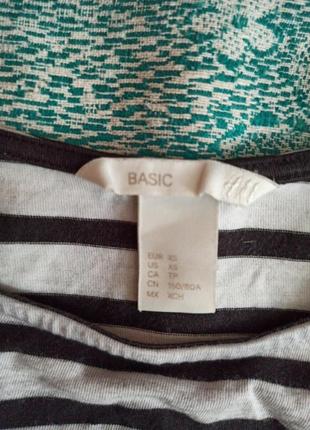 BASIC
EUR XS
US XS
CA TP
CN 150/80A
MX XCH